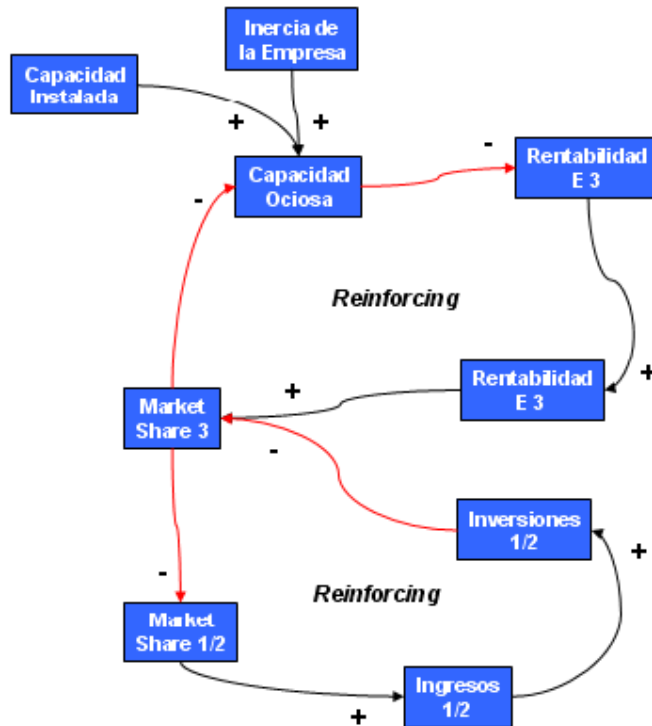 Inercia de
la Empresa
Capacidad
Instalada
+
+
-
Capacidad
Ociosa
Rentabilidad
E 3
-
Reinforcing
+
+
Rentabilidad
E 3
Market
Share 3
-
Inversiones
1/2
+
-
Reinforcing
Market
Share 1/2
Ingresos
1/2
+